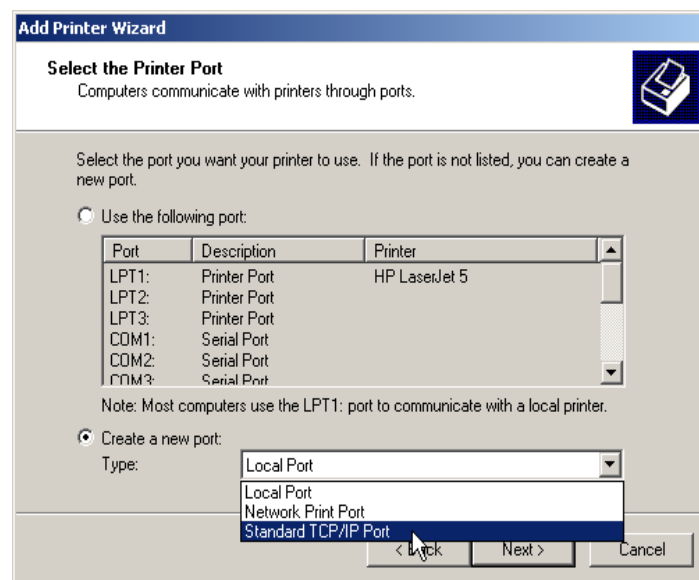 Add Printer Wizard
Select the Printer Port
Computers communicate with printers through ports.
Select the port you want your printer to use. If the port is not listed, you can create a
new port.
Use the following port:
Port Description Printer
LPT1: Printer Port HP LaserJet 5
LPT2: Printer Port
LPT3: Printer Port
COM1: Serial Port
COM2: Serial Port
COM3: Serial Port
Note: Most computers use the LPT1: port to communicate with a local printer.
Create a new port:
Type: Local Port
Local Port
Network Print Port
Standard TCP/IP Port
< Back Next > Cancel